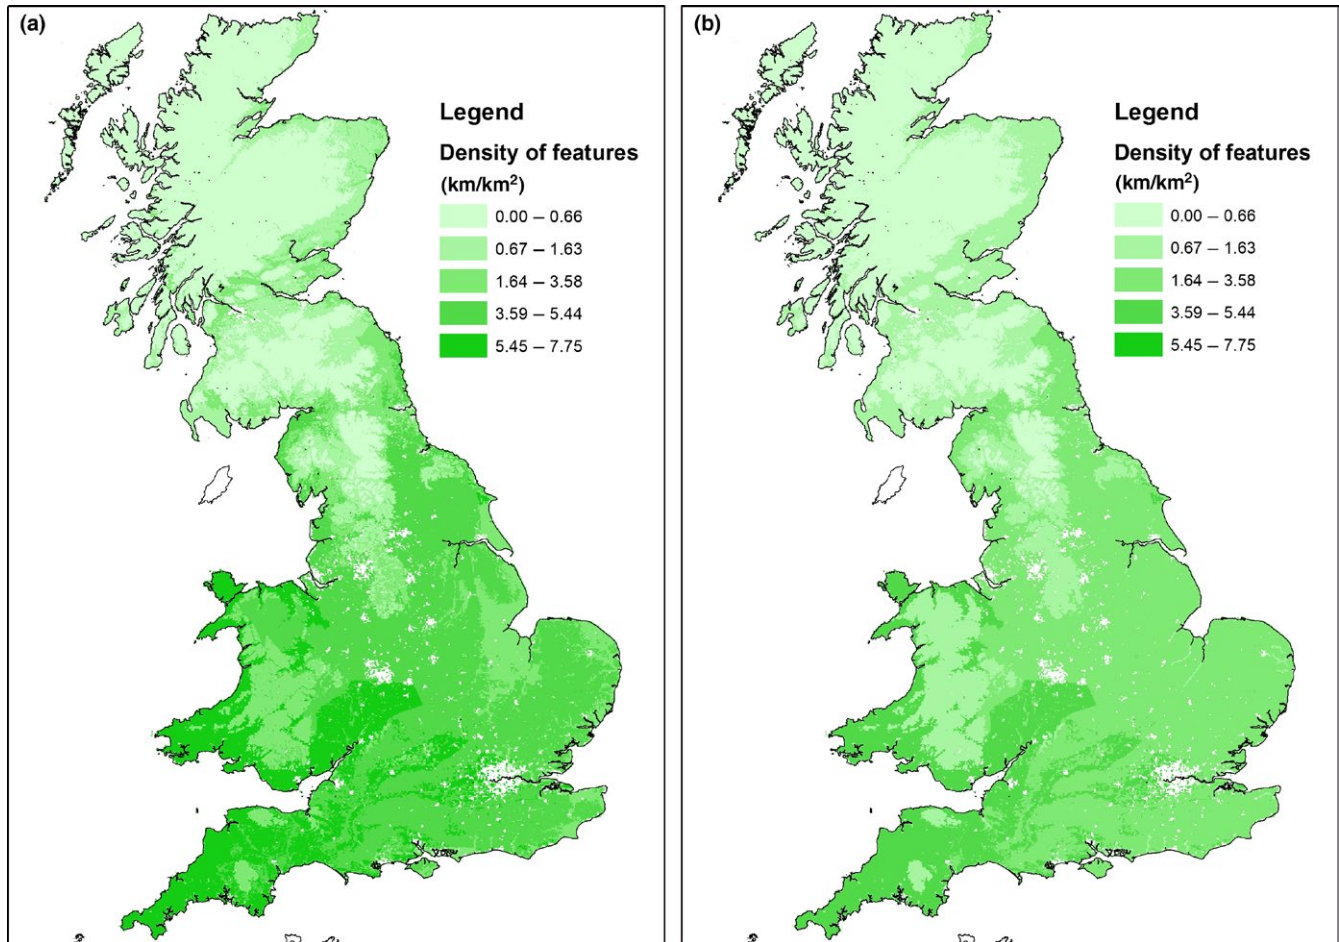 (a)
Legend
Density of features
(km/km²)
0.00 – 0.66
0.67 – 1.63
1.64 – 3.58
3.59 – 5.44
5.45 – 7.75
(b)
Legend
Density of features
(km/km²)
0.00 – 0.66
0.67 – 1.63
1.64 – 3.58
3.59 – 5.44
5.45 – 7.75